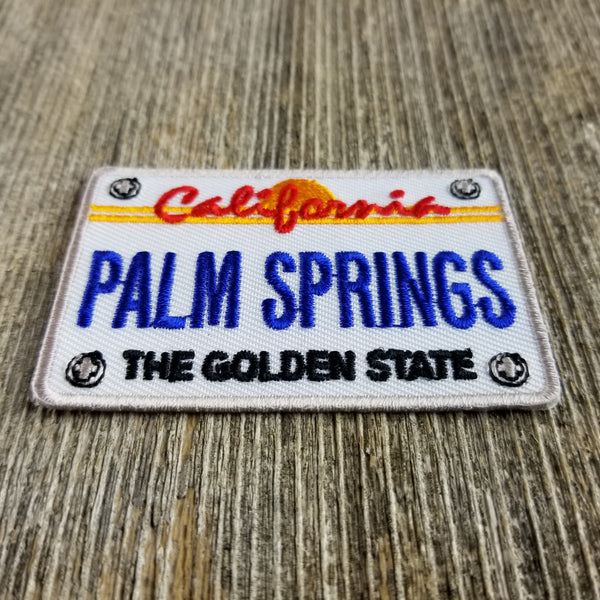 California
PALM SPRINGS
THE GOLDEN STATE